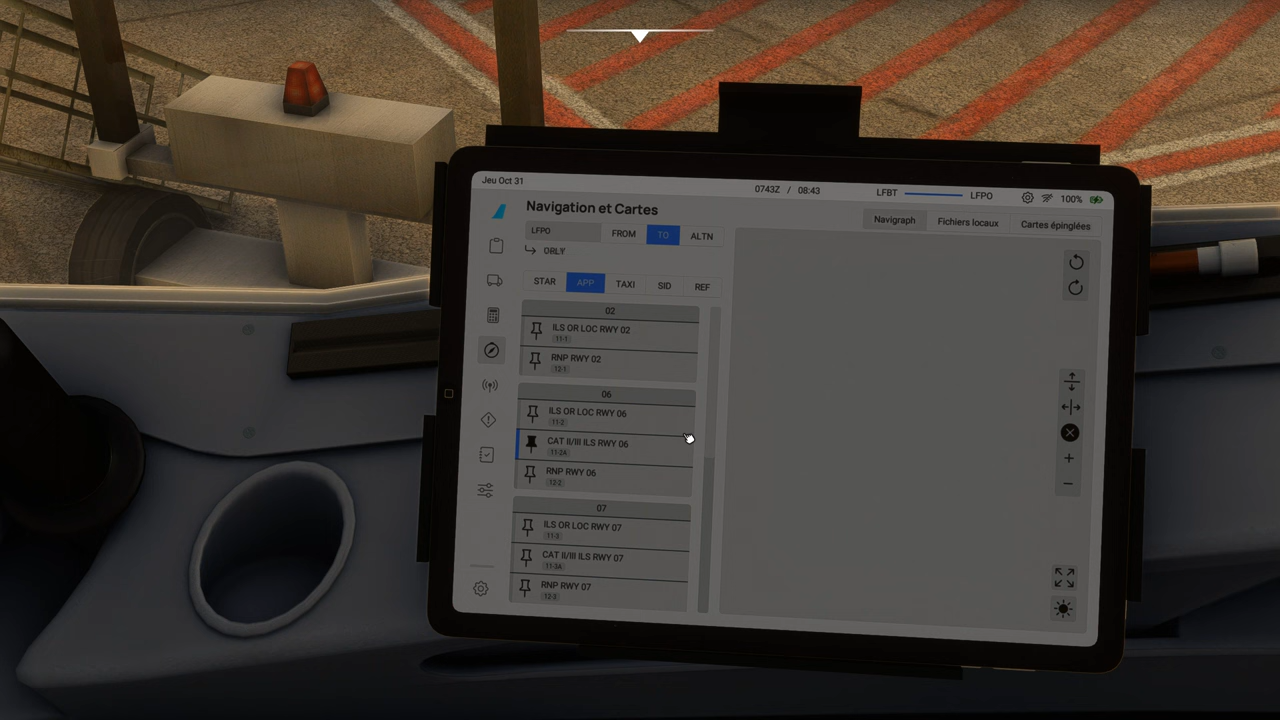 Jeu Oct 31
0743Z / 08:43
LFBT
LFPO
100%
Navigation et Cartes
Navigraph
Fichiers locaux
Cartes épinglées
LFPO
FROM
TO
ALTN
ORLY
STAR
APP
TAXI
SID
REF
02
ILS OR LOC RWY 02
11-1
RNP RWY 02
12-1
06
ILS OR LOC RWY 06
11-2
CAT II/III ILS RWY 06
11-2A
RNP RWY 06
12-2
07
ILS OR LOC RWY 07
11-3
CAT II/III ILS RWY 07
11-3A
RNP RWY 07
12-3